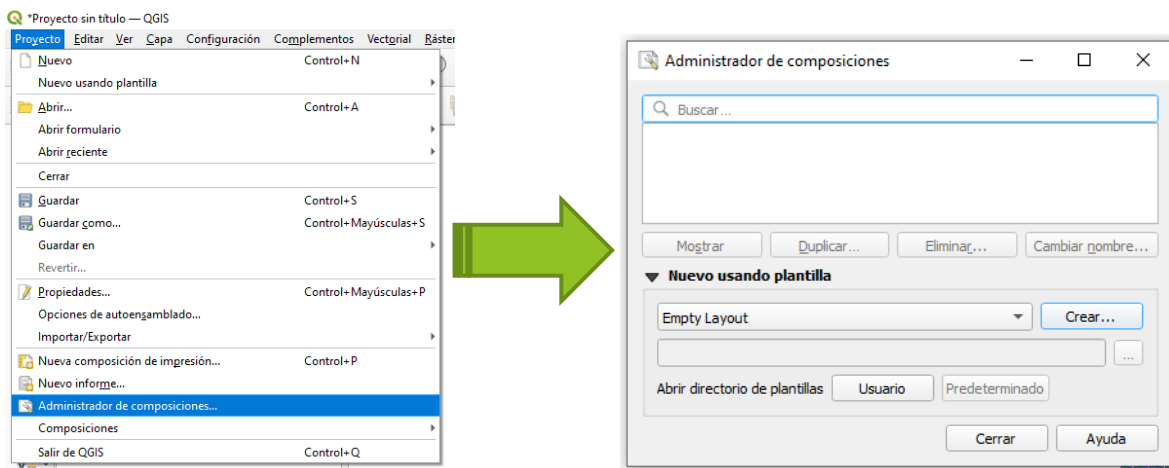 *Proyecto sin título — QGIS
Proyecto Editar Ver Capa Configuración Complementos Vectorial Ráster
Nuevo Control+N
Nuevo usando plantilla
Abrir... Control+A
Abrir formulario
Abrir reciente
Cerrar
Guardar Control+S
Guardar como... Control+Mayúsculas+S
Guardar en
Revertir...
Propiedades... Control+Mayúsculas+P
Opciones de autoensamblado...
Importar/Exportar
Nueva composición de impresión... Control+P
Nuevo informe...
Administrador de composiciones...
Composiciones
Salir de QGIS Control+Q
Administrador de composiciones
Buscar...
Mostrar Duplicar... Eliminar... Cambiar nombre...
Nuevo usando plantilla
Empty Layout Crear...
...
Abrir directorio de plantillas Usuario Predeterminado
Cerrar Ayuda